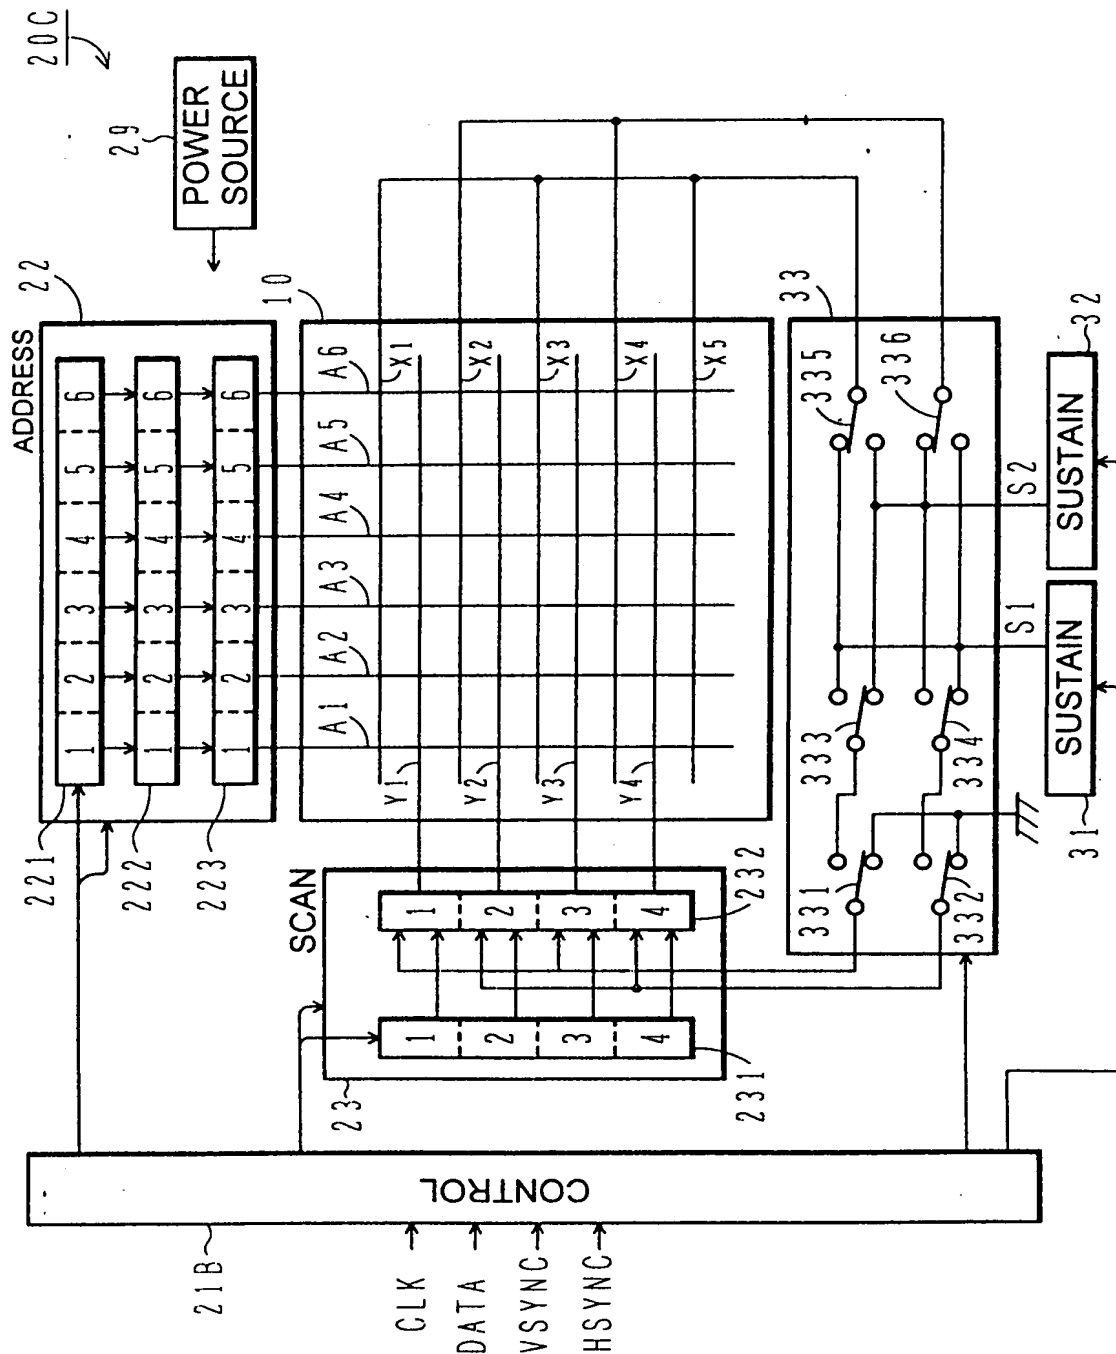 20C
29
POWER
SOURCE
ADDRESS
22
221
1 2 3 4 5 6
222
1 2 3 4 5 6
223
1 2 3 4 5 6
10
A1 A2 A3 A4 A5 A6
X1
Y1
X2
Y2
X3
Y3
X4
Y4
X5
SCAN
23
231
1 2 3 4
232
1 2 3 4
33
331
332
333
334
335
336
S1
S2
31
SUSTAIN
32
SUSTAIN
21B
CONTROL
CLK
DATA
VSYNC
HSYNC